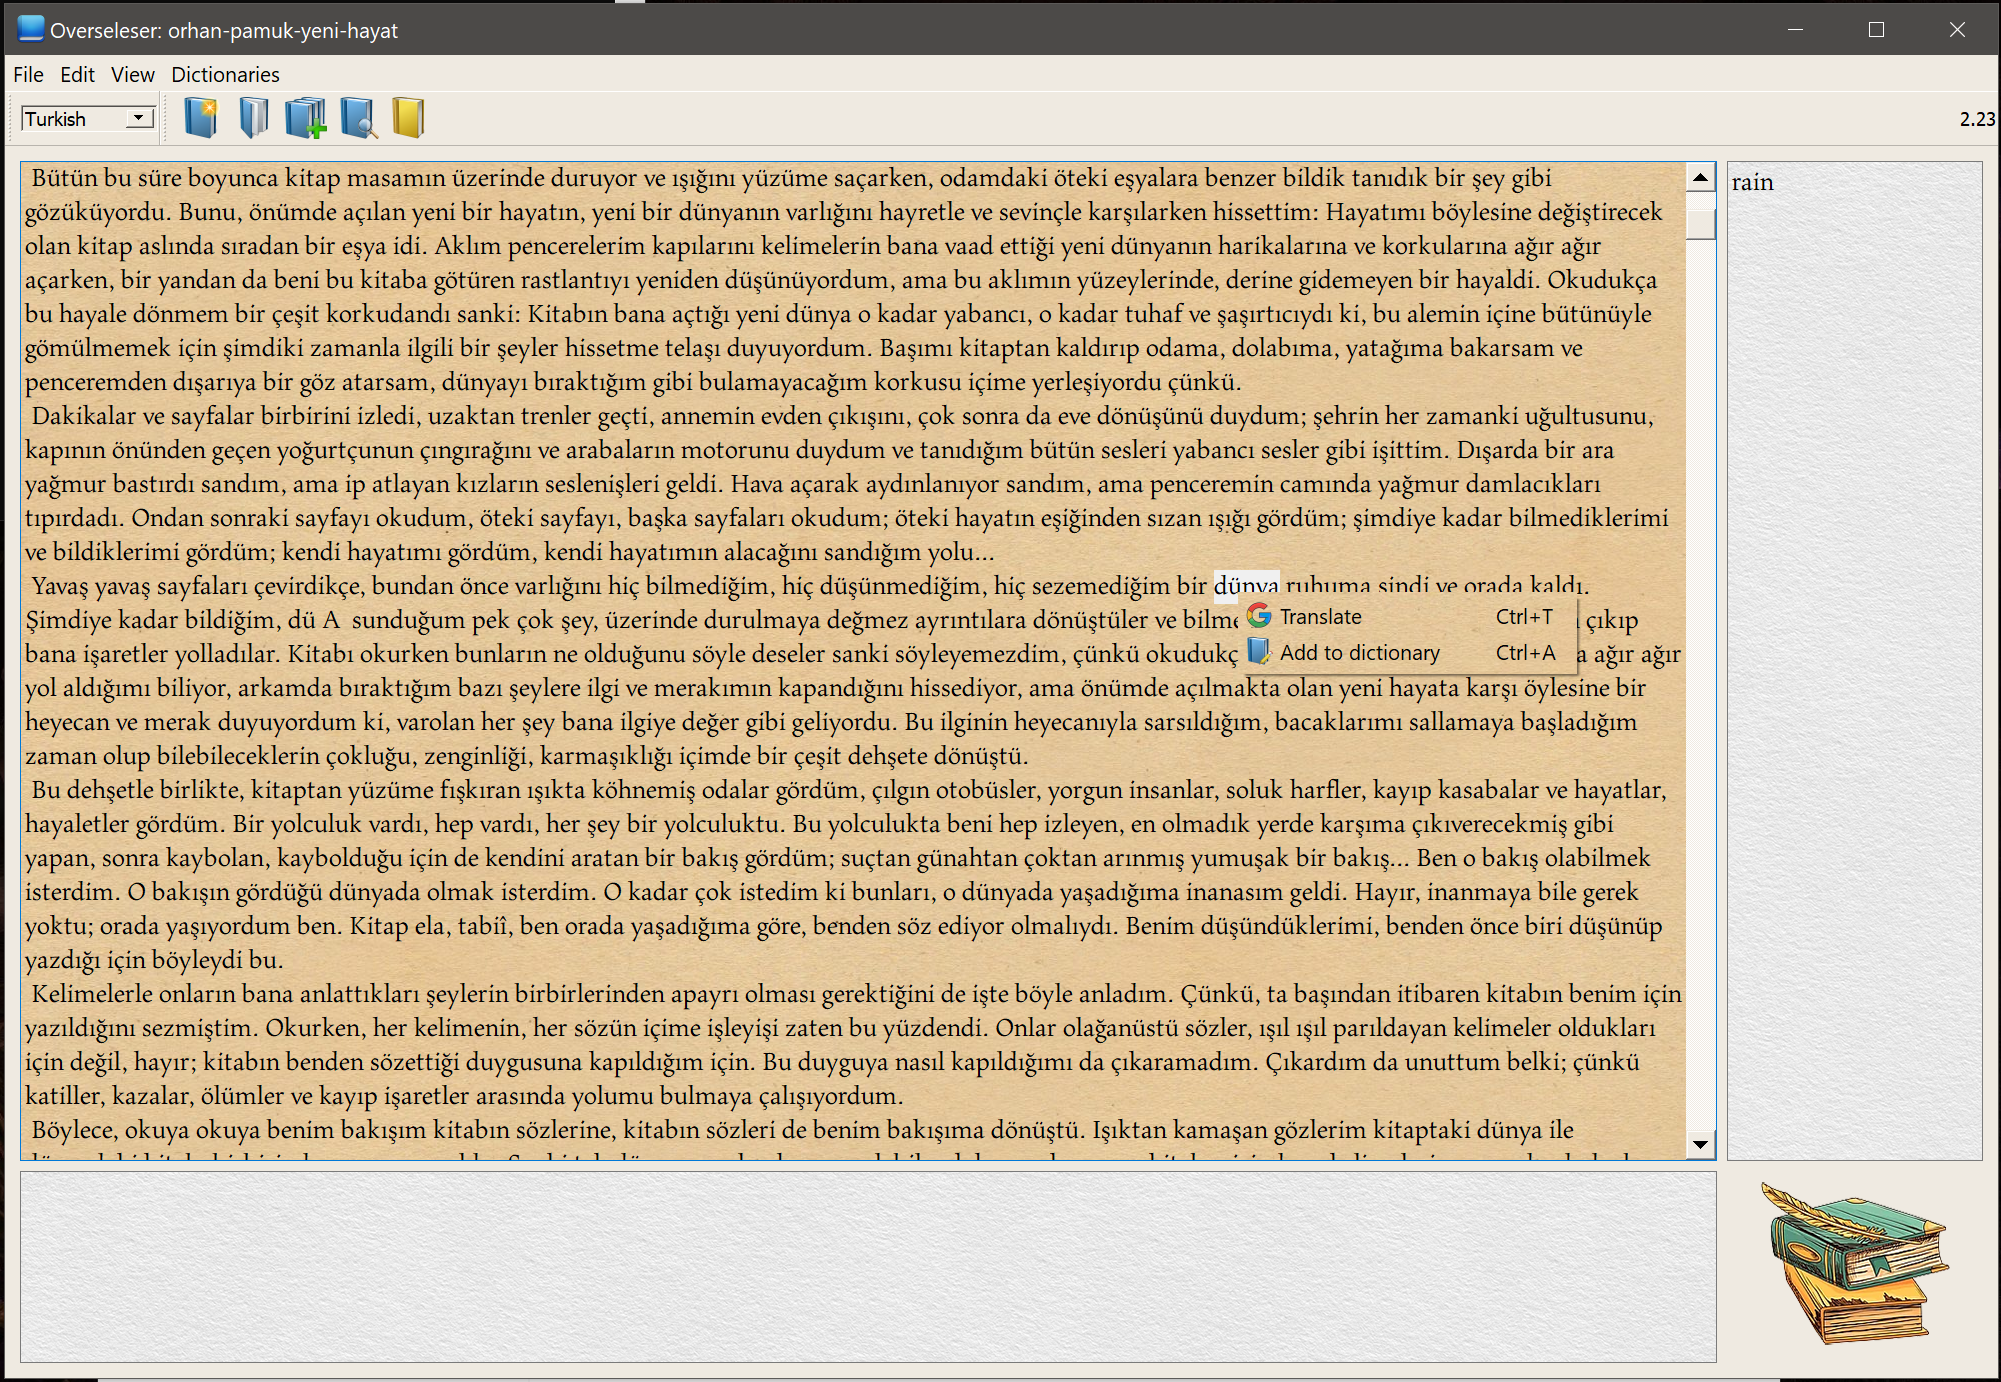 Overseleser: orhan-pamuk-yeni-hayat
File Edit View Dictionaries
Turkish
2.23
Bütün bu süre boyunca kitap masamın üzerinde duruyor ve ışığını yüzüme saçarken, odamdaki öteki eşyalara benzer bildik tanıdık bir şey gibi
gözüküyordu. Bunu, önümde açılan yeni bir hayatın, yeni bir dünyanın varlığını hayretle ve sevinçle karşılarken hissettim: Hayatımı böylesine değiştirecek
olan kitap aslında sıradan bir eşya idi. Aklım pencerelerim kapılarını kelimelerin bana vaad ettiği yeni dünyanın harikalarına ve korkularına ağır ağır
açarken, bir yandan da beni bu kitaba götüren rastlantıyı yeniden düşünüyordum, ama bu aklımın yüzeylerinde, derine gidemeyen bir hayaldi. Okudukça
bu hayale dönmem bir çeşit korkudandı sanki: Kitabın bana açtığı yeni dünya o kadar yabancı, o kadar tuhaf ve şaşırtıcıydı ki, bu alemin içine bütünüyle
gömülmemek için şimdiki zamanla ilgili bir şeyler hissetme telaşı duyuyordum. Başımı kitaptan kaldırıp odama, dolabıma, yatağıma bakarsam ve
penceremden dışarıya bir göz atarsam, dünyayı bıraktığım gibi bulamayacağım korkusu içime yerleşiyordu çünkü.
Dakikalar ve sayfalar birbirini izledi, uzaktan trenler geçti, annemin evden çıkışını, çok sonra da eve dönüşünü duydum; şehrin her zamanki uğultusunu,
kapının önünden geçen yoğurtçunun çıngırağını ve arabaların motorunu duydum ve tanıdığım bütün sesleri yabancı sesler gibi işittim. Dışarda bir ara
yağmur bastırdı sandım, ama ip atlayan kızların seslenişleri geldi. Hava açarak aydınlanıyor sandım, ama penceremin camında yağmur damlacıkları
tıpırdadı. Ondan sonraki sayfayı okudum, öteki sayfayı, başka sayfaları okudum; öteki hayatın eşiğinden sızan ışığı gördüm; şimdiye kadar bilmediklerimi
ve bildiklerimi gördüm; kendi hayatımı gördüm, kendi hayatımın alacağını sandığım yolu...
Yavaş yavaş sayfaları çevirdikçe, bundan önce varlığını hiç bilmediğim, hiç düşünmediğim, hiç sezemediğim bir dünya ruhuma sindi ve orada kaldı.
Şimdiye kadar bildiğim, dü A sunduğum pek çok şey, üzerinde durulmaya değmez ayrıntılara dönüştüler ve bilme çıkıp
bana işaretler yolladılar. Kitabı okurken bunların ne olduğunu söyle deseler sanki söyleyemezdim, çünkü okudukç a ağır ağır
yol aldığımı biliyor, arkamda bıraktığım bazı şeylere ilgi ve merakımın kapandığını hissediyor, ama önümde açılmakta olan yeni hayata karşı öylesine bir
heyecan ve merak duyuyordum ki, varolan her şey bana ilgiye değer gibi geliyordu. Bu ilginin heyecanıyla sarsıldığım, bacaklarımı sallamaya başladığım
zaman olup bilebileceklerin çokluğu, zenginliği, karmaşıklığı içimde bir çeşit dehşete dönüştü.
Bu dehşetle birlikte, kitaptan yüzüme fışkıran ışıkta köhnemiş odalar gördüm, çılgın otobüsler, yorgun insanlar, soluk harfler, kayıp kasabalar ve hayatlar,
hayaletler gördüm. Bir yolculuk vardı, hep vardı, her şey bir yolculuktu. Bu yolculukta beni hep izleyen, en olmadık yerde karşıma çıkıverecekmiş gibi
yapan, sonra kaybolan, kaybolduğu için de kendini aratan bir bakış gördüm; suçtan günahtan çoktan arınmış yumuşak bir bakış... Ben o bakış olabilmek
isterdim. O bakışın gördüğü dünyada olmak isterdim. O kadar çok istedim ki bunları, o dünyada yaşadığıma inanasım geldi. Hayır, inanmaya bile gerek
yoktu; orada yaşıyordum ben. Kitap ela, tabiî, ben orada yaşadığıma göre, benden söz ediyor olmalıydı. Benim düşündüklerimi, benden önce biri düşünüp
yazdığı için böyleydi bu.
Kelimelerle onların bana anlattıkları şeylerin birbirlerinden apayrı olması gerektiğini de işte böyle anladım. Çünkü, ta başından itibaren kitabın benim için
yazıldığını sezmiştim. Okurken, her kelimenin, her sözün içime işleyişi zaten bu yüzdendi. Onlar olağanüstü sözler, ışıl ışıl parıldayan kelimeler oldukları
için değil, hayır; kitabın benden sözettiği duygusuna kapıldığım için. Bu duyguya nasıl kapıldığımı da çıkaramadım. Çıkardım da unuttum belki; çünkü
katiller, kazalar, ölümler ve kayıp işaretler arasında yolumu bulmaya çalışıyordum.
Böylece, okuya okuya benim bakışım kitabın sözlerine, kitabın sözleri de benim bakışıma dönüştü. Işıktan kamaşan gözlerim kitaptaki dünya ile
Translate Ctrl+T
Add to dictionary Ctrl+A
rain